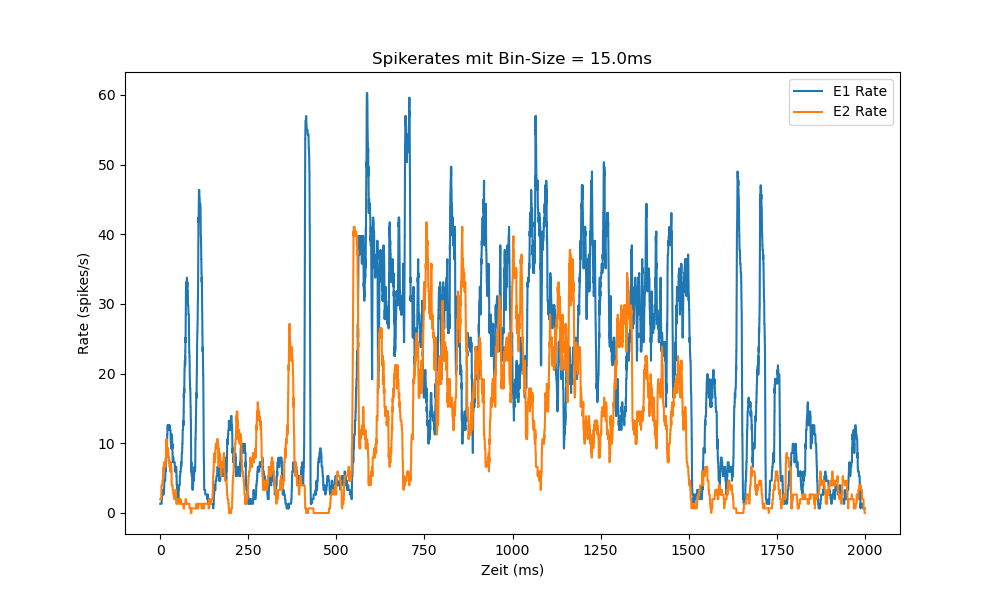 Spikerates mit Bin-Size = 15.0ms
E1 Rate
E2 Rate
60
50
40
30
20
10
0
Rate (spikes/s)
0 250 500 750 1000 1250 1500 1750 2000
Zeit (ms)